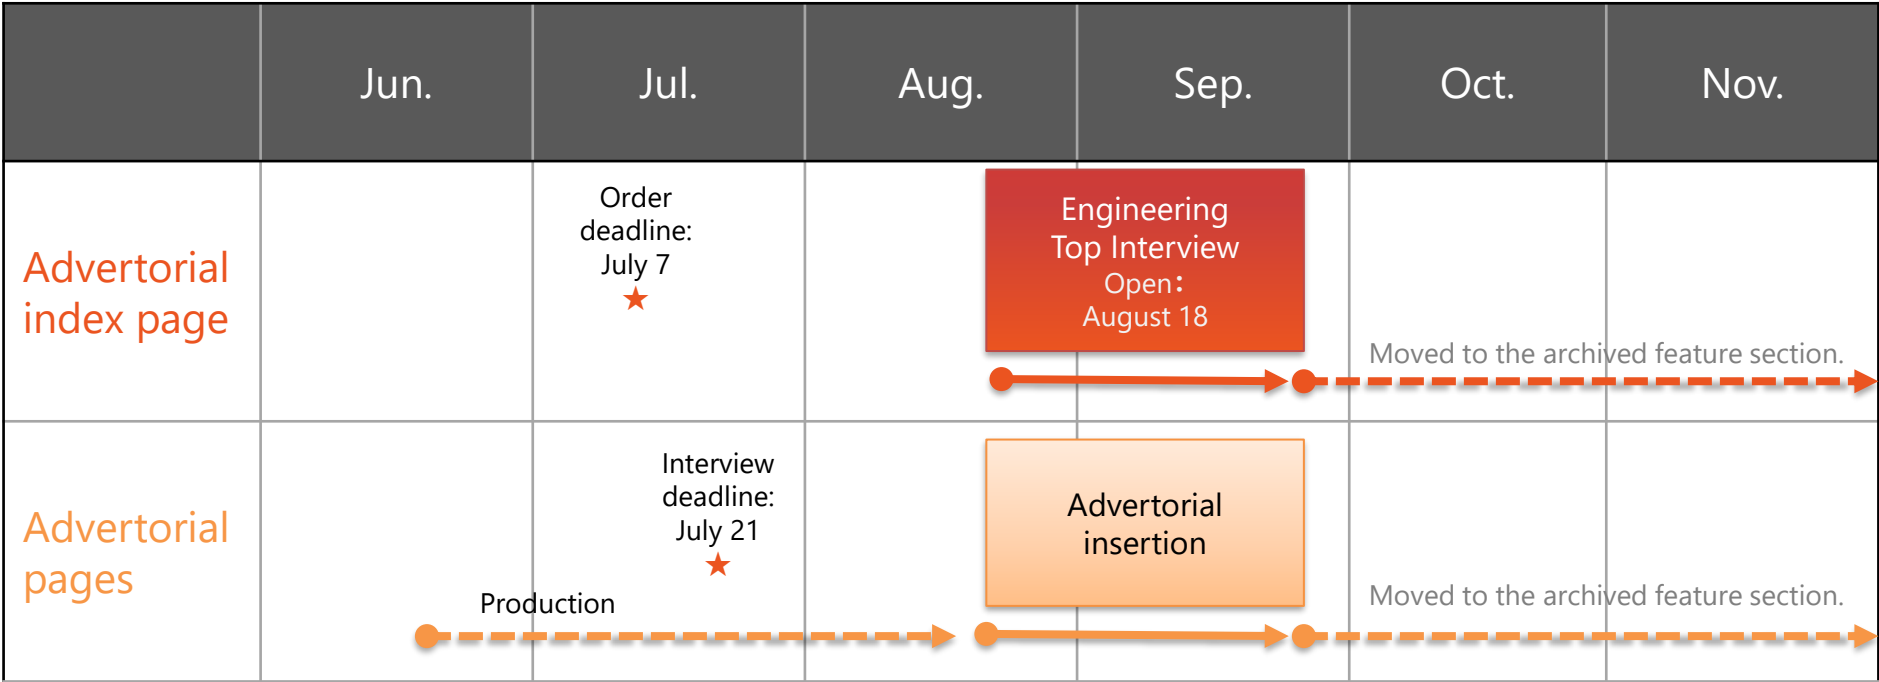 Jun.
Jul.
Aug.
Sep.
Oct.
Nov.
Advertorial
index page
Order
deadline:
July 7
Engineering
Top Interview
Open：
August 18
Moved to the archived feature section.
Advertorial
pages
Interview
deadline:
July 21
Production
Advertorial
insertion
Moved to the archived feature section.